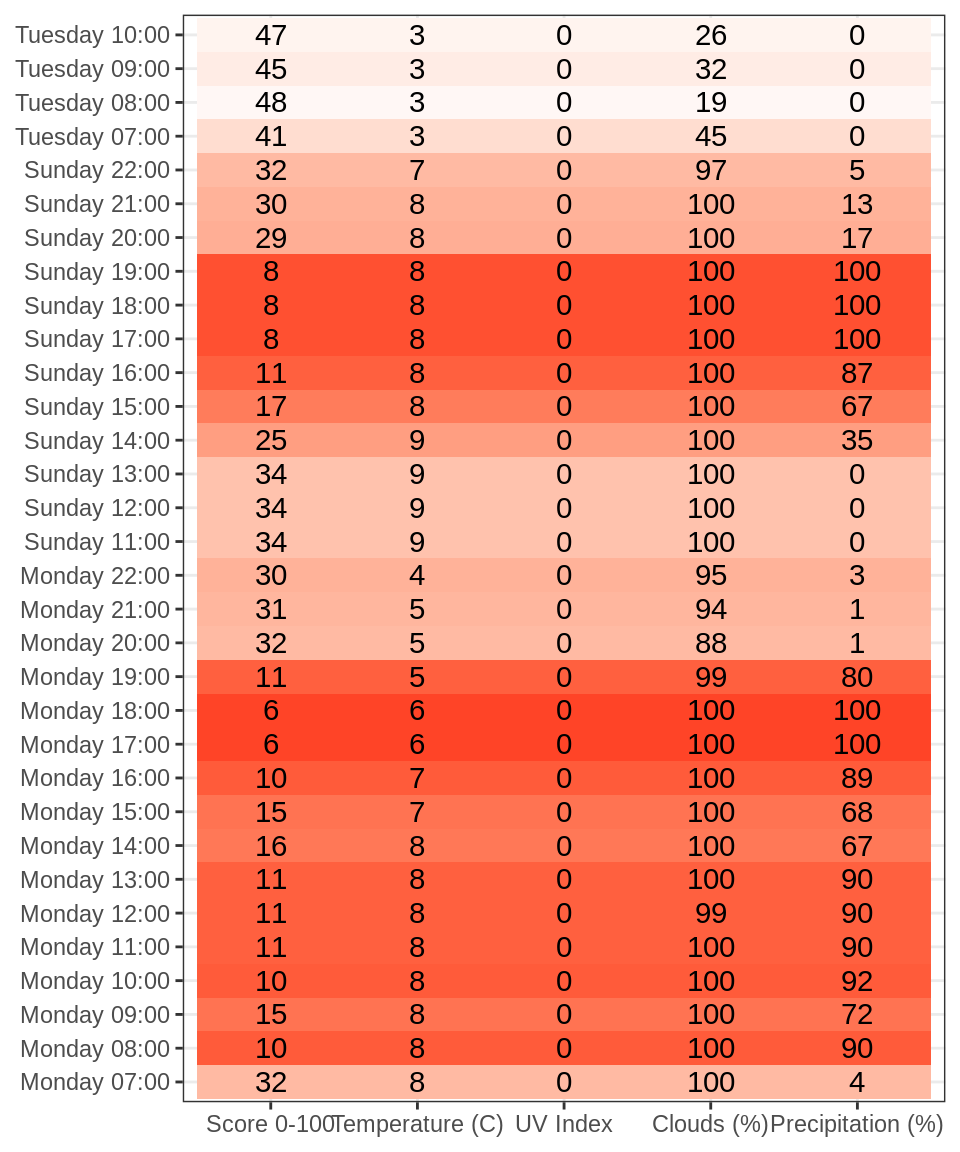 Tuesday 10:00 47 3 0 26 0
Tuesday 09:00 45 3 0 32 0
Tuesday 08:00 48 3 0 19 0
Tuesday 07:00 41 3 0 45 0
Sunday 22:00 32 7 0 97 5
Sunday 21:00 30 8 0 100 13
Sunday 20:00 29 8 0 100 17
Sunday 19:00 8 8 0 100 100
Sunday 18:00 8 8 0 100 100
Sunday 17:00 8 8 0 100 100
Sunday 16:00 11 8 0 100 87
Sunday 15:00 17 8 0 100 67
Sunday 14:00 25 9 0 100 35
Sunday 13:00 34 9 0 100 0
Sunday 12:00 34 9 0 100 0
Sunday 11:00 34 9 0 100 0
Monday 22:00 30 4 0 95 3
Monday 21:00 31 5 0 94 1
Monday 20:00 32 5 0 88 1
Monday 19:00 11 5 0 99 80
Monday 18:00 6 6 0 100 100
Monday 17:00 6 6 0 100 100
Monday 16:00 10 7 0 100 89
Monday 15:00 15 7 0 100 68
Monday 14:00 16 8 0 100 67
Monday 13:00 11 8 0 100 90
Monday 12:00 11 8 0 99 90
Monday 11:00 11 8 0 100 90
Monday 10:00 10 8 0 100 92
Monday 09:00 15 8 0 100 72
Monday 08:00 10 8 0 100 90
Monday 07:00 32 8 0 100 4
Score 0-100 Temperature (C) UV Index Clouds (%) Precipitation (%)